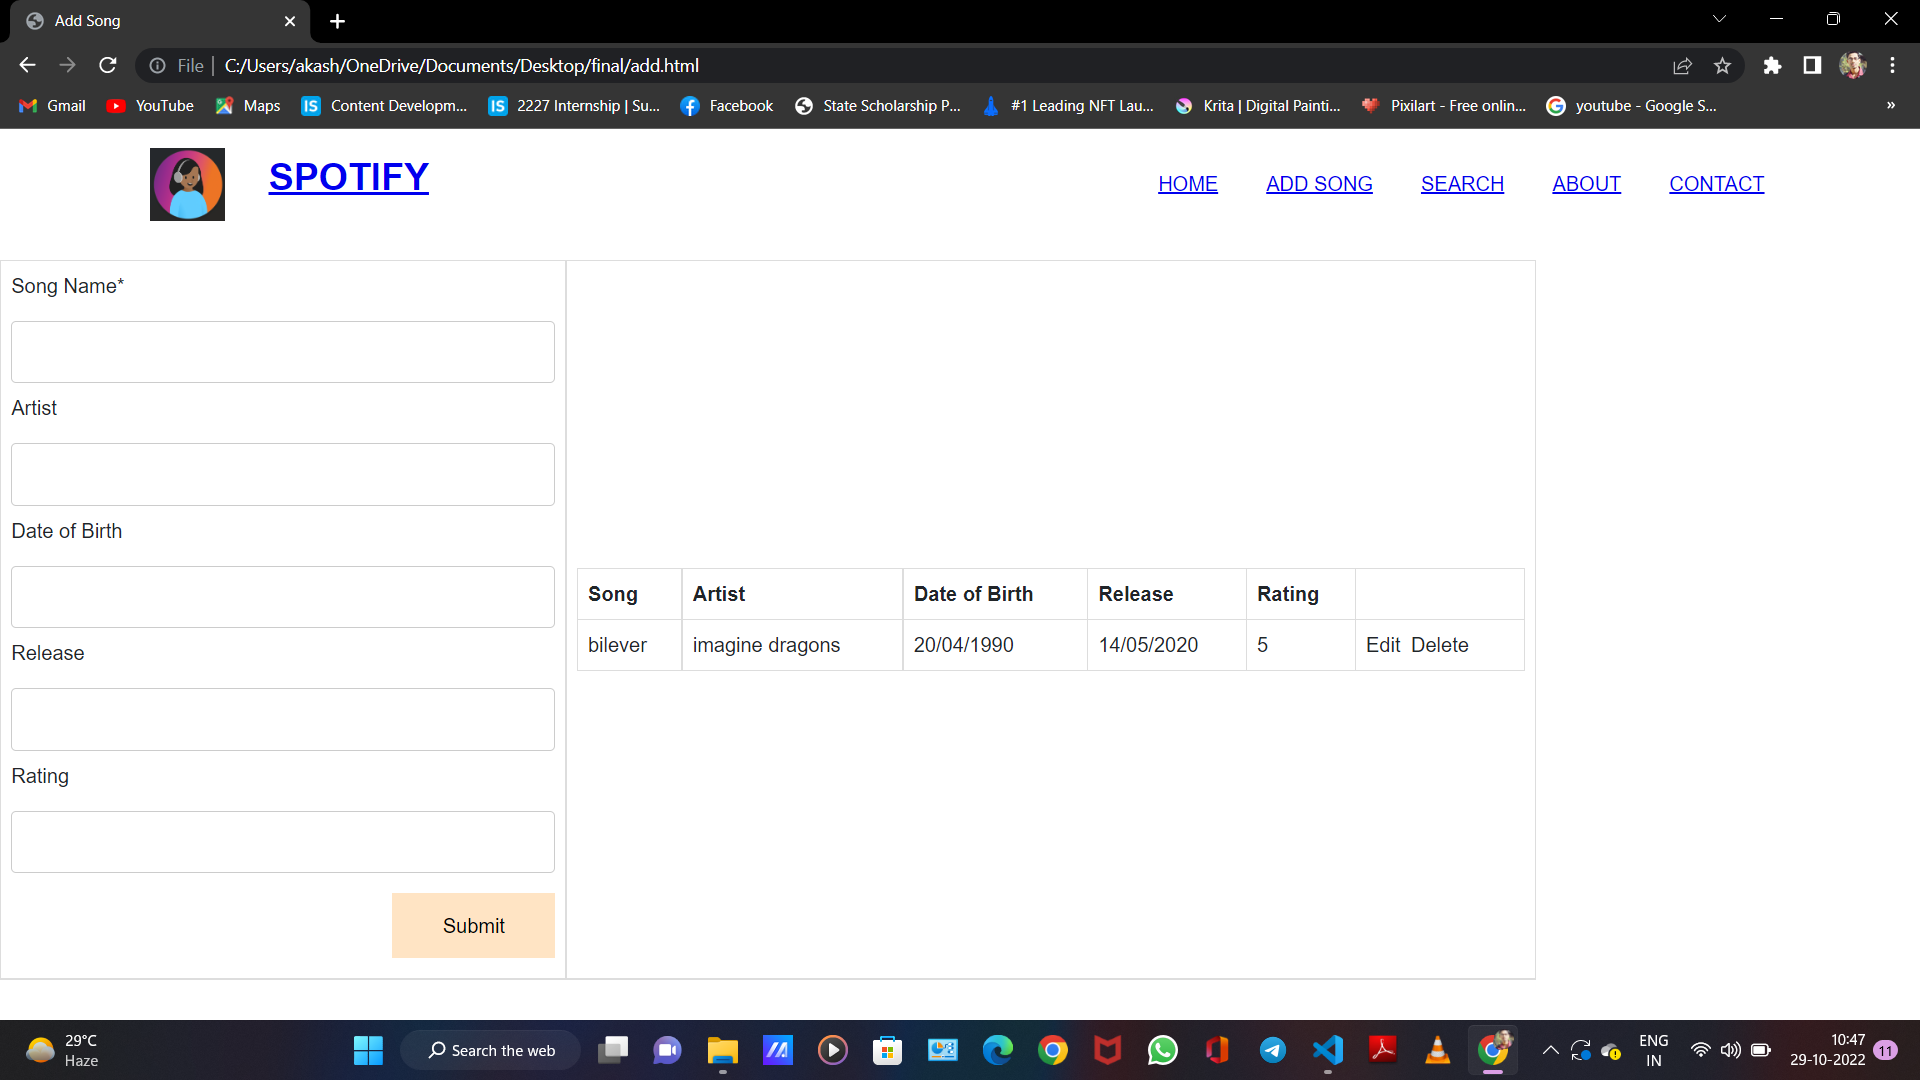 Add Song
File | C:/Users/akash/OneDrive/Documents/Desktop/final/add.html
Gmail YouTube Maps IS Content Developm... IS 2227 Internship | Su... Facebook State Scholarship P... #1 Leading NFT Lau... Krita | Digital Painti... Pixilart - Free onlin... youtube - Google S... »
SPOTIFY HOME ADD SONG SEARCH ABOUT CONTACT
Song Name*
Artist
Date of Birth
Release
Rating
Submit
Song Artist Date of Birth Release Rating
bilever imagine dragons 20/04/1990 14/05/2020 5 Edit Delete
29°C
Haze
Search the web
ENG
IN
10:47
29-10-2022
11